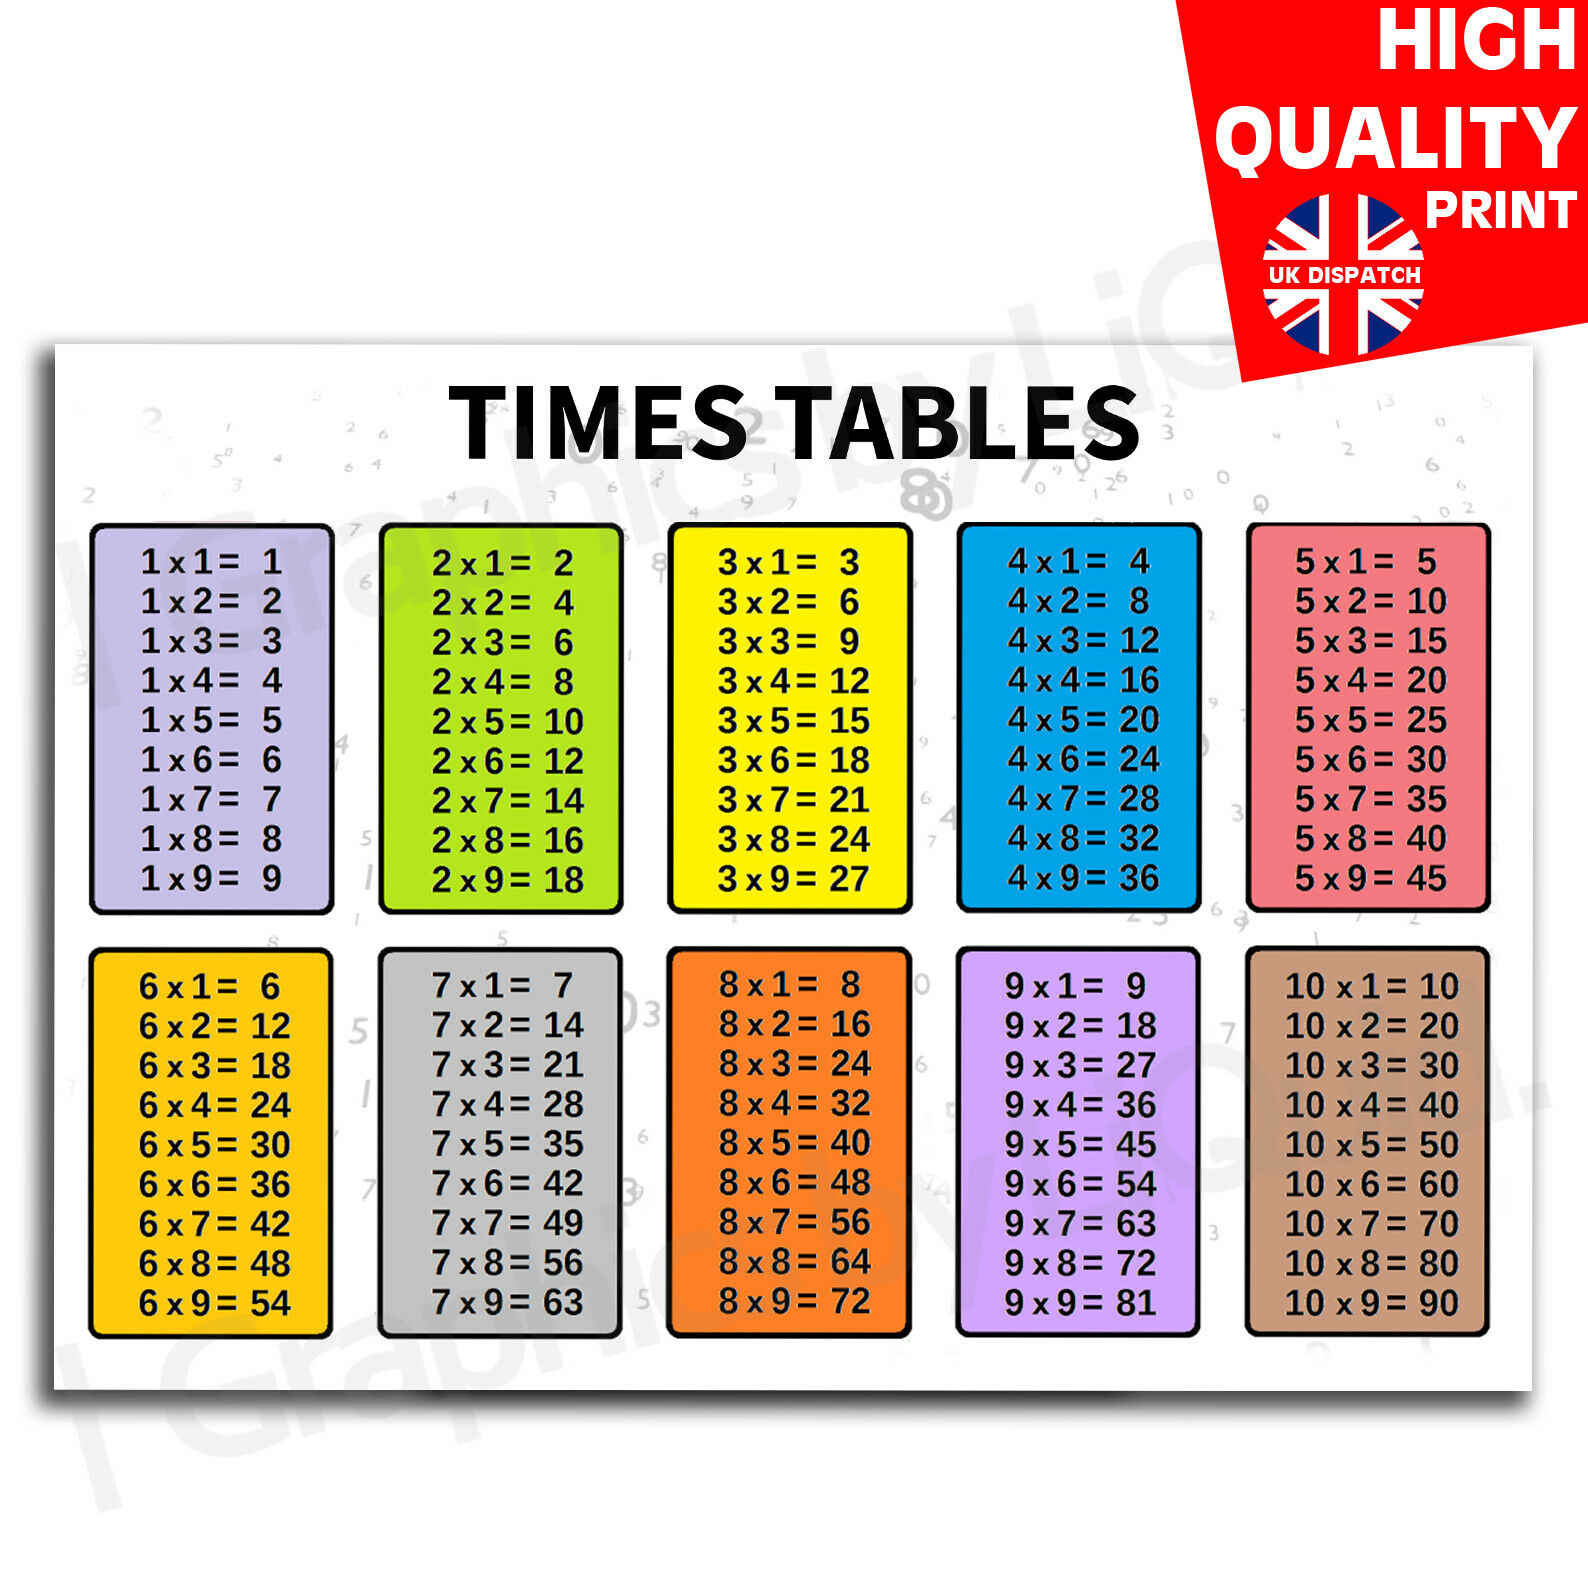 HIGH
QUALITY
PRINT
UK DISPATCH
TIMES TABLES
1 x 1 = 1
1 x 2 = 2
1 x 3 = 3
1 x 4 = 4
1 x 5 = 5
1 x 6 = 6
1 x 7 = 7
1 x 8 = 8
1 x 9 = 9
2 x 1 = 2
2 x 2 = 4
2 x 3 = 6
2 x 4 = 8
2 x 5 = 10
2 x 6 = 12
2 x 7 = 14
2 x 8 = 16
2 x 9 = 18
3 x 1 = 3
3 x 2 = 6
3 x 3 = 9
3 x 4 = 12
3 x 5 = 15
3 x 6 = 18
3 x 7 = 21
3 x 8 = 24
3 x 9 = 27
4 x 1 = 4
4 x 2 = 8
4 x 3 = 12
4 x 4 = 16
4 x 5 = 20
4 x 6 = 24
4 x 7 = 28
4 x 8 = 32
4 x 9 = 36
5 x 1 = 5
5 x 2 = 10
5 x 3 = 15
5 x 4 = 20
5 x 5 = 25
5 x 6 = 30
5 x 7 = 35
5 x 8 = 40
5 x 9 = 45
6 x 1 = 6
6 x 2 = 12
6 x 3 = 18
6 x 4 = 24
6 x 5 = 30
6 x 6 = 36
6 x 7 = 42
6 x 8 = 48
6 x 9 = 54
7 x 1 = 7
7 x 2 = 14
7 x 3 = 21
7 x 4 = 28
7 x 5 = 35
7 x 6 = 42
7 x 7 = 49
7 x 8 = 56
7 x 9 = 63
8 x 1 = 8
8 x 2 = 16
8 x 3 = 24
8 x 4 = 32
8 x 5 = 40
8 x 6 = 48
8 x 7 = 56
8 x 8 = 64
8 x 9 = 72
9 x 1 = 9
9 x 2 = 18
9 x 3 = 27
9 x 4 = 36
9 x 5 = 45
9 x 6 = 54
9 x 7 = 63
9 x 8 = 72
9 x 9 = 81
10 x 1 = 10
10 x 2 = 20
10 x 3 = 30
10 x 4 = 40
10 x 5 = 50
10 x 6 = 60
10 x 7 = 70
10 x 8 = 80
10 x 9 = 90